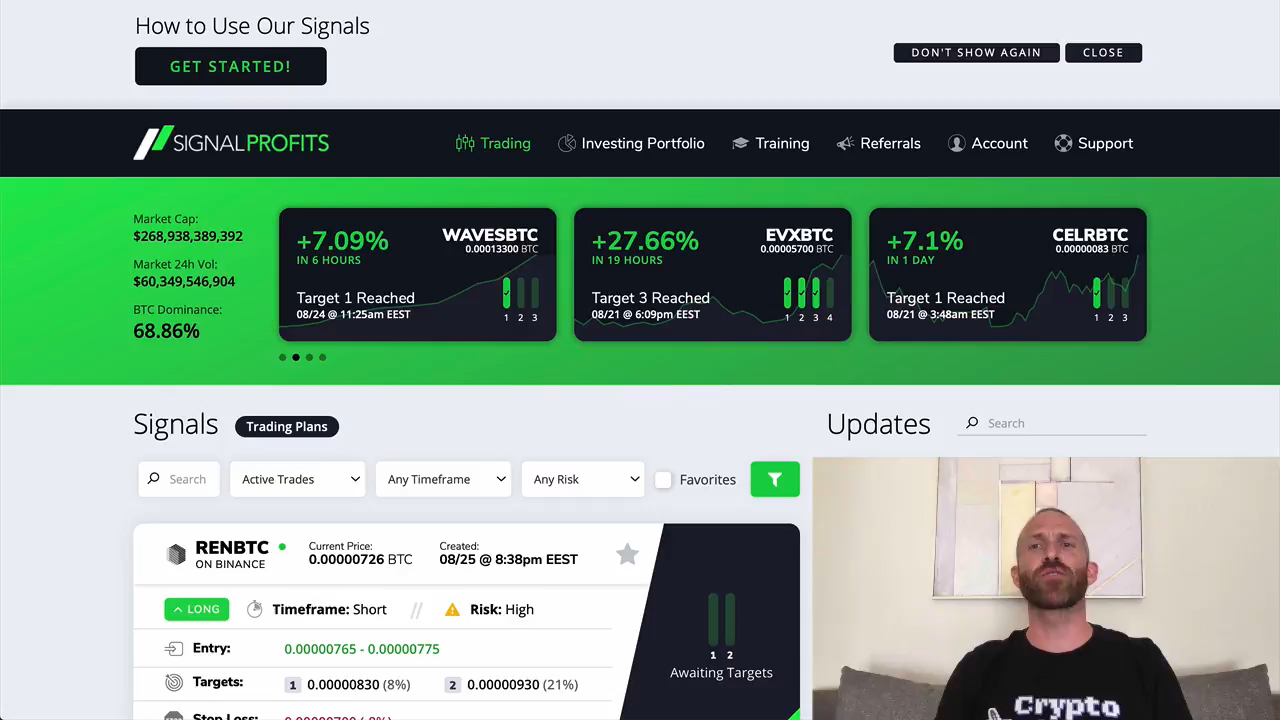 How to Use Our Signals
GET STARTED!
DON'T SHOW AGAIN
CLOSE
SIGNALPROFITS
Trading
Investing Portfolio
Training
Referrals
Account
Support
Market Cap:
$268,938,389,392
Market 24h Vol:
$60,349,546,904
BTC Dominance:
68.86%
+7.09%
IN 6 HOURS
WAVESBTC
0.00013300 BTC
Target 1 Reached
08/24 @ 11:25am EEST
1 2 3
+27.66%
IN 19 HOURS
EVXBTC
0.00005700 BTC
Target 3 Reached
08/21 @ 6:09pm EEST
1 2 3 4
+7.1%
IN 1 DAY
CELRBTC
0.00000083 BTC
Target 1 Reached
08/21 @ 3:48am EEST
1 2 3
Signals
Trading Plans
Updates
Search
Search
Active Trades
Any Timeframe
Any Risk
Favorites
RENBTC
ON BINANCE
Current Price:
0.00000726 BTC
Created:
08/25 @ 8:38pm EEST
LONG
Timeframe: Short
//
Risk: High
Entry:
0.00000765 - 0.00000775
Targets:
1 0.00000830 (8%)
2 0.00000930 (21%)
Stop Loss:
1 2
Awaiting Targets
Crypto